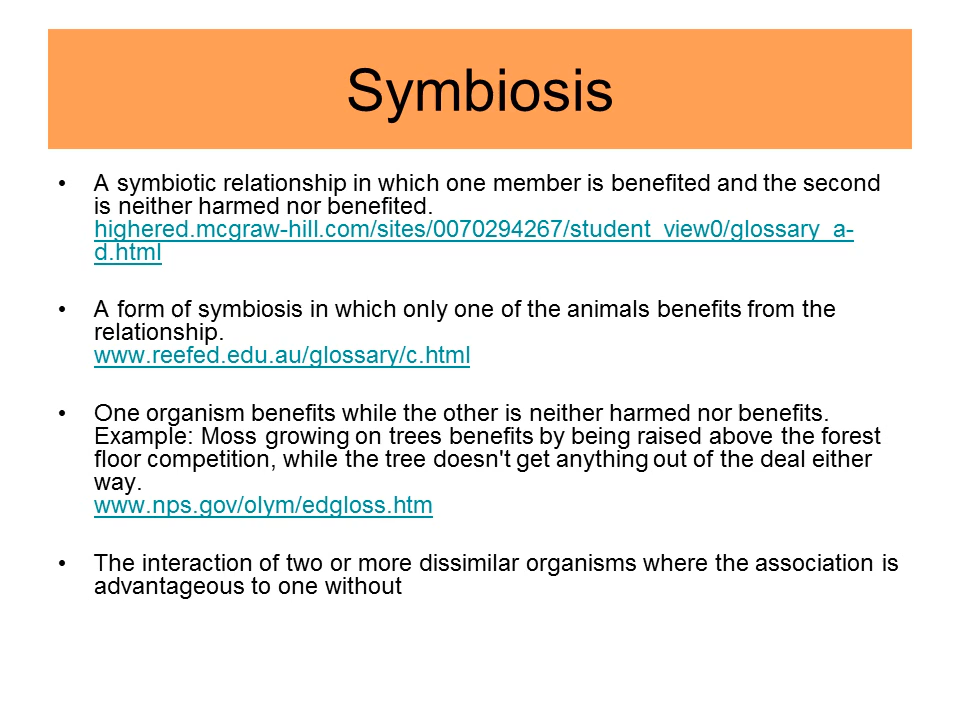 Symbiosis
• A symbiotic relationship in which one member is benefited and the second
is neither harmed nor benefited.
highered.mcgraw-hill.com/sites/0070294267/student_view0/glossary_a-
d.html
• A form of symbiosis in which only one of the animals benefits from the
relationship.
www.reefed.edu.au/glossary/c.html
• One organism benefits while the other is neither harmed nor benefits.
Example: Moss growing on trees benefits by being raised above the forest
floor competition, while the tree doesn't get anything out of the deal either
way.
www.nps.gov/olym/edgloss.htm
• The interaction of two or more dissimilar organisms where the association is
advantageous to one without